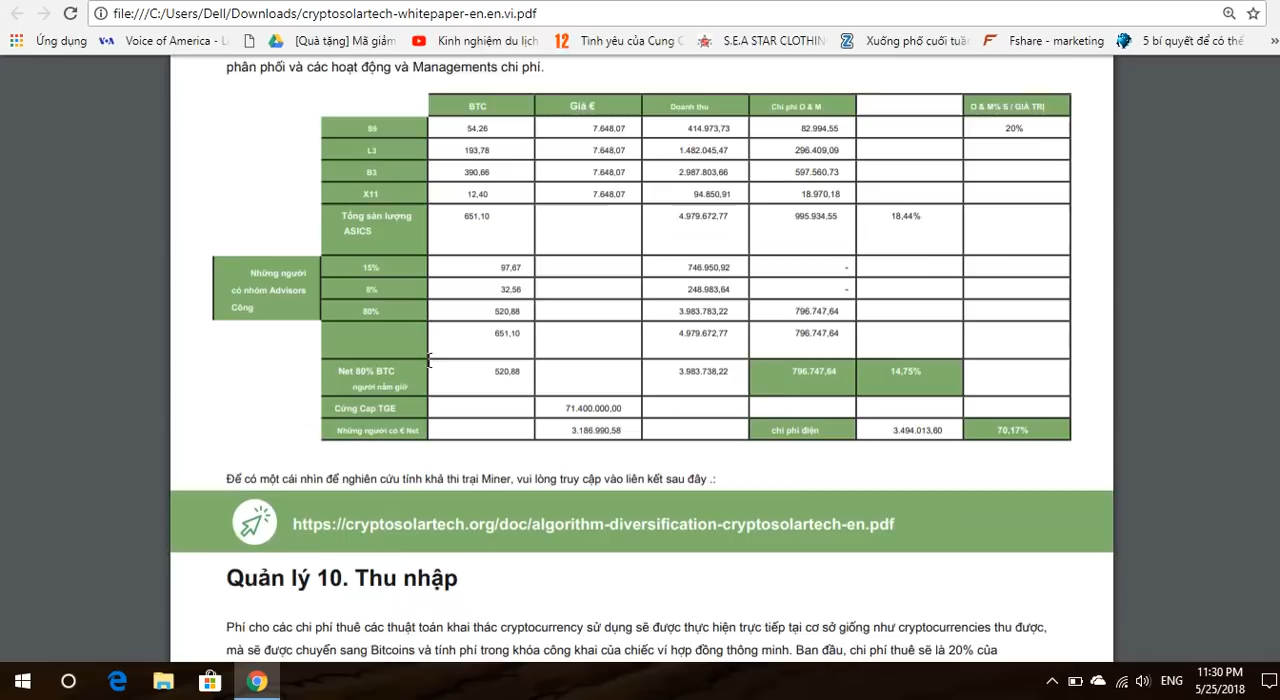 file:///C:/Users/Dell/Downloads/cryptosolartech-whitepaper-en.en.vi.pdf
Ứng dụng VOA Voice of America - L [Quà tặng] Mã giảm Kinh nghiệm du lịch 12 Tình yêu của Cung C S.E.A STAR CLOTHIN Xuống phố cuối tuần Fshare - marketing 5 bí quyết để có thể »
phân phối và các hoạt động và Managements chi phí.
BTC Giá € Doanh thu Chi phí O & M O & M% S / GIÁ TRỊ
S9 54,26 7.648,07 414.973,73 82.994,55 20%
L3 193,78 7.648,07 1.482.045,47 296.409,09
B3 390,66 7.648,07 2.987.803,66 597.560,73
X11 12,40 7.648,07 94.850,91 18.970,18
Tổng sản lượng 651,10 4.979.672,77 995.934,55 18,44%
ASICS
15% 97,67 746.950,92 -
Những người
có nhóm Advisors 32,56 248.983,64 -
Công 80% 520,88 3.983.783,22 796.747,64
651,10 4.979.672,77 796.747,64
Net 80% BTC 520,88 3.983.738,22 796.747,64 14,75%
người nắm giữ
Cứng Cap TGE 71.400.000,00
Những người có € Net 3.186.990,58 chi phí điện 3.494.013,60 70,17%
Để có một cái nhìn để nghiên cứu tính khả thi trại Miner, vui lòng truy cập vào liên kết sau đây .:
https://cryptosolartech.org/doc/algorithm-diversification-cryptosolartech-en.pdf
Quản lý 10. Thu nhập
Phí cho các chi phí thuê các thuật toán khai thác cryptocurrency sử dụng sẽ được thực hiện trực tiếp tại cơ sở giống như cryptocurrencies thu được,
mà sẽ được chuyển sang Bitcoins và tính phí trong khóa công khai của chiếc ví hợp đồng thông minh. Ban đầu, chi phí thuê sẽ là 20% của
ENG 11:30 PM
5/25/2018